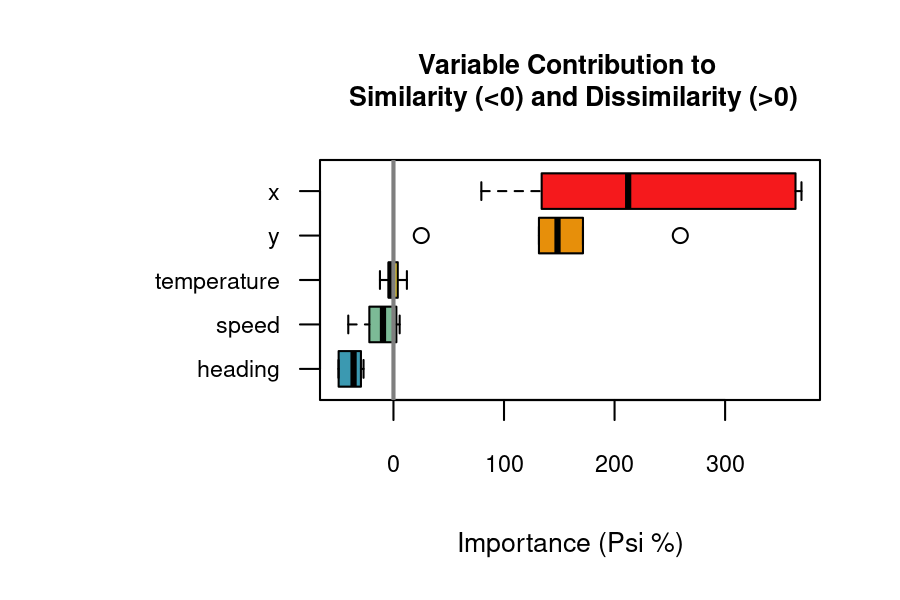 Variable Contribution to
Similarity (<0) and Dissimilarity (>0)
x
y
temperature
speed
heading
0 100 200 300
Importance (Psi %)